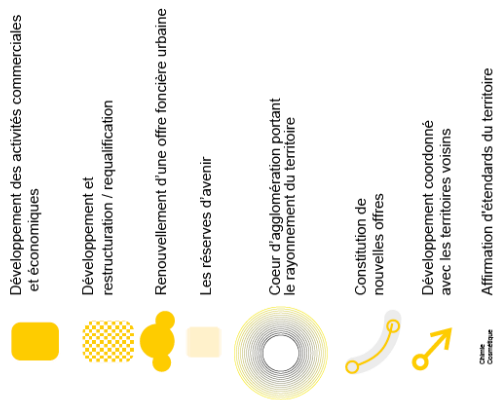 Développement des activités commerciales
et économiques
Développement et
restructuration / requalification
Renouvellement d'une offre foncière urbaine
Les réserves d'avenir
Coeur d'agglomération portant
le rayonnement du territoire
Constitution de
nouvelles offres
Développement coordonné
avec les territoires voisins
Affirmation d'étendards du territoire
Chimie
Cosmétique